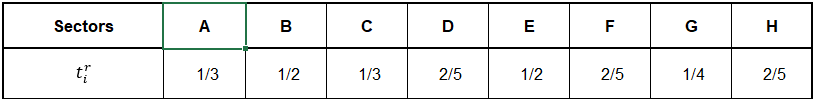 Sectors A B C D E F G H
t_i^r 1/3 1/2 1/3 2/5 1/2 2/5 1/4 2/5